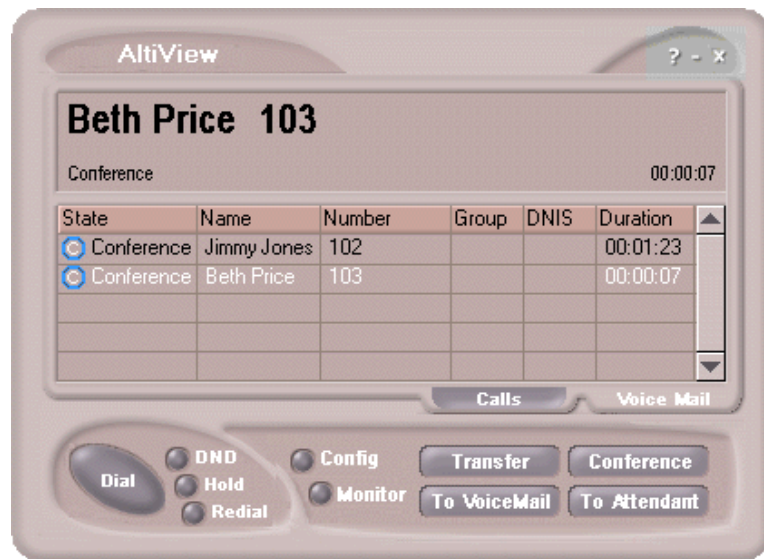 AltiView ? - x
Beth Price 103
Conference 00:00:07
State Name Number Group DNIS Duration
C Conference Jimmy Jones 102 00:01:23
C Conference Beth Price 103 00:00:07
Calls Voice Mail
Dial DND Hold Redial
Config Monitor
Transfer Conference
To VoiceMail To Attendant